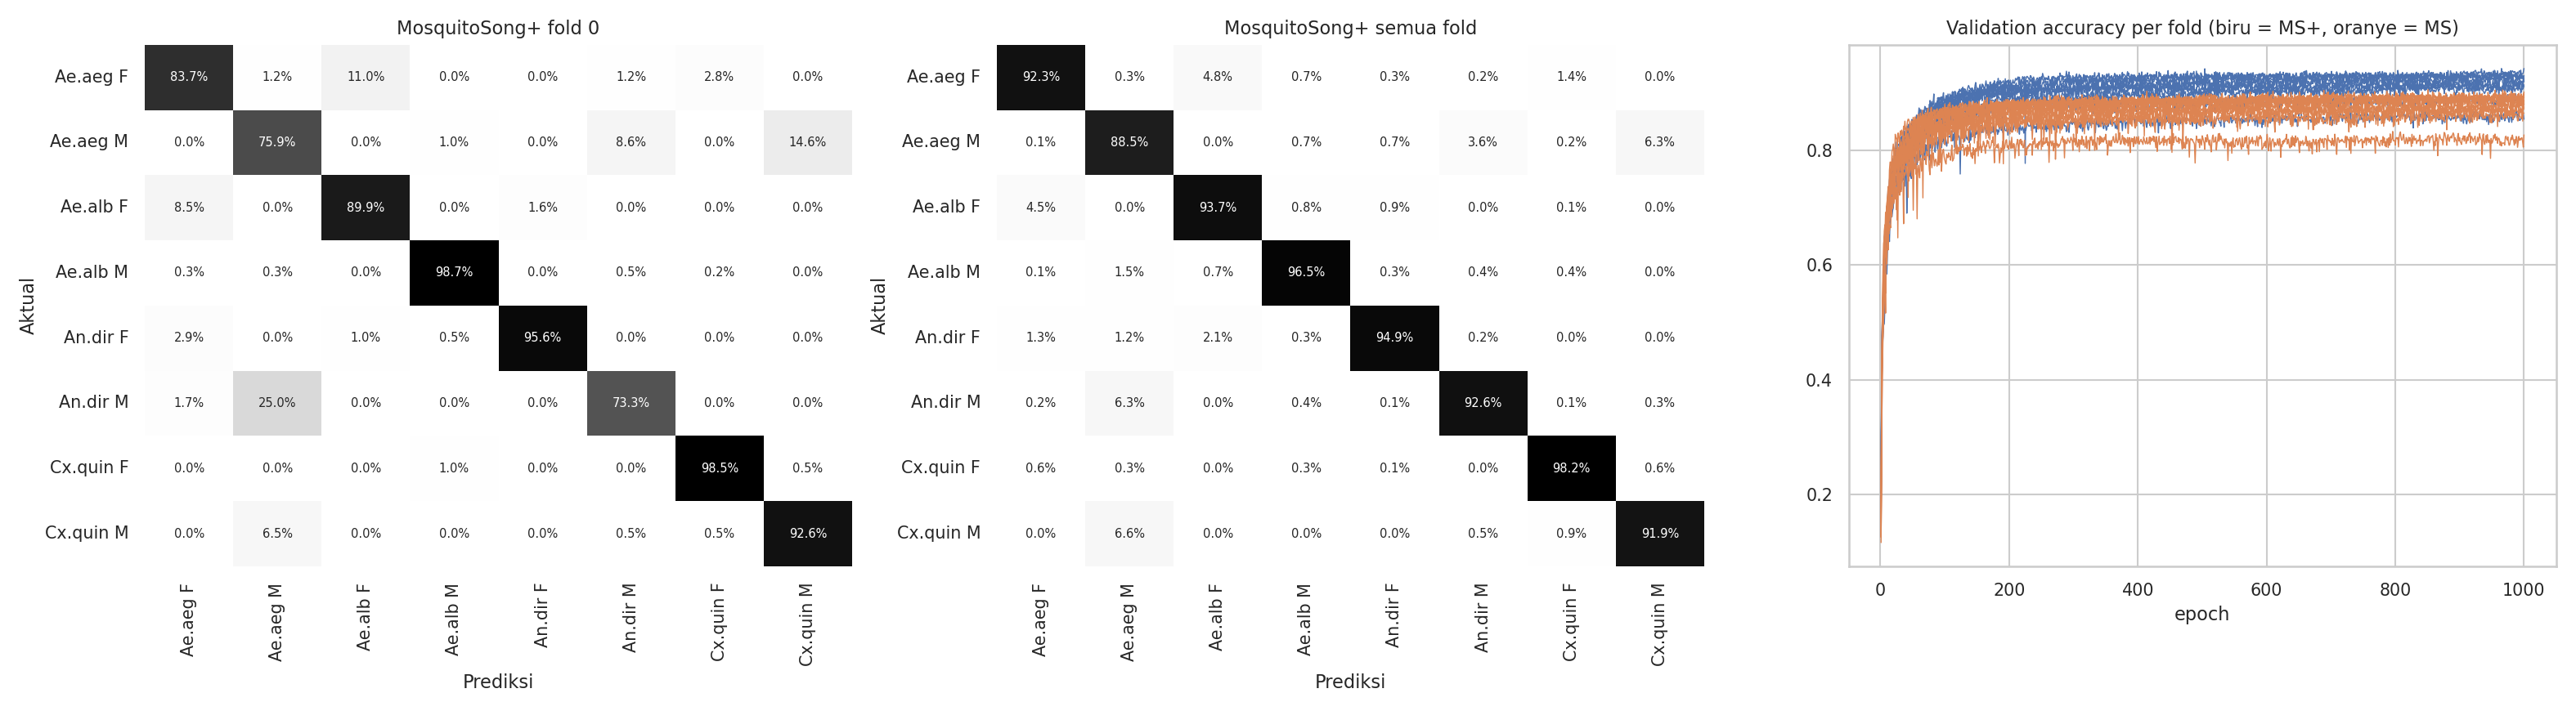 MosquitoSong+ fold 0
Aktual
Ae.aeg F 83.7% 1.2% 11.0% 0.0% 0.0% 1.2% 2.8% 0.0%
Ae.aeg M 0.0% 75.9% 0.0% 1.0% 0.0% 8.6% 0.0% 14.6%
Ae.alb F 8.5% 0.0% 89.9% 0.0% 1.6% 0.0% 0.0% 0.0%
Ae.alb M 0.3% 0.3% 0.0% 98.7% 0.0% 0.5% 0.2% 0.0%
An.dir F 2.9% 0.0% 1.0% 0.5% 95.6% 0.0% 0.0% 0.0%
An.dir M 1.7% 25.0% 0.0% 0.0% 0.0% 73.3% 0.0% 0.0%
Cx.quin F 0.0% 0.0% 0.0% 1.0% 0.0% 0.0% 98.5% 0.5%
Cx.quin M 0.0% 6.5% 0.0% 0.0% 0.0% 0.5% 0.5% 92.6%
Ae.aeg F Ae.aeg M Ae.alb F Ae.alb M An.dir F An.dir M Cx.quin F Cx.quin M
Prediksi
MosquitoSong+ semua fold
Aktual
Ae.aeg F 92.3% 0.3% 4.8% 0.7% 0.3% 0.2% 1.4% 0.0%
Ae.aeg M 0.1% 88.5% 0.0% 0.7% 0.7% 3.6% 0.2% 6.3%
Ae.alb F 4.5% 0.0% 93.7% 0.8% 0.9% 0.0% 0.1% 0.0%
Ae.alb M 0.1% 1.5% 0.7% 96.5% 0.3% 0.4% 0.4% 0.0%
An.dir F 1.3% 1.2% 2.1% 0.3% 94.9% 0.2% 0.0% 0.0%
An.dir M 0.2% 6.3% 0.0% 0.4% 0.1% 92.6% 0.1% 0.3%
Cx.quin F 0.6% 0.3% 0.0% 0.3% 0.1% 0.0% 98.2% 0.6%
Cx.quin M 0.0% 6.6% 0.0% 0.0% 0.0% 0.5% 0.9% 91.9%
Ae.aeg F Ae.aeg M Ae.alb F Ae.alb M An.dir F An.dir M Cx.quin F Cx.quin M
Prediksi
Validation accuracy per fold (biru = MS+, oranye = MS)
0.8
0.6
0.4
0.2
0 200 400 600 800 1000
epoch